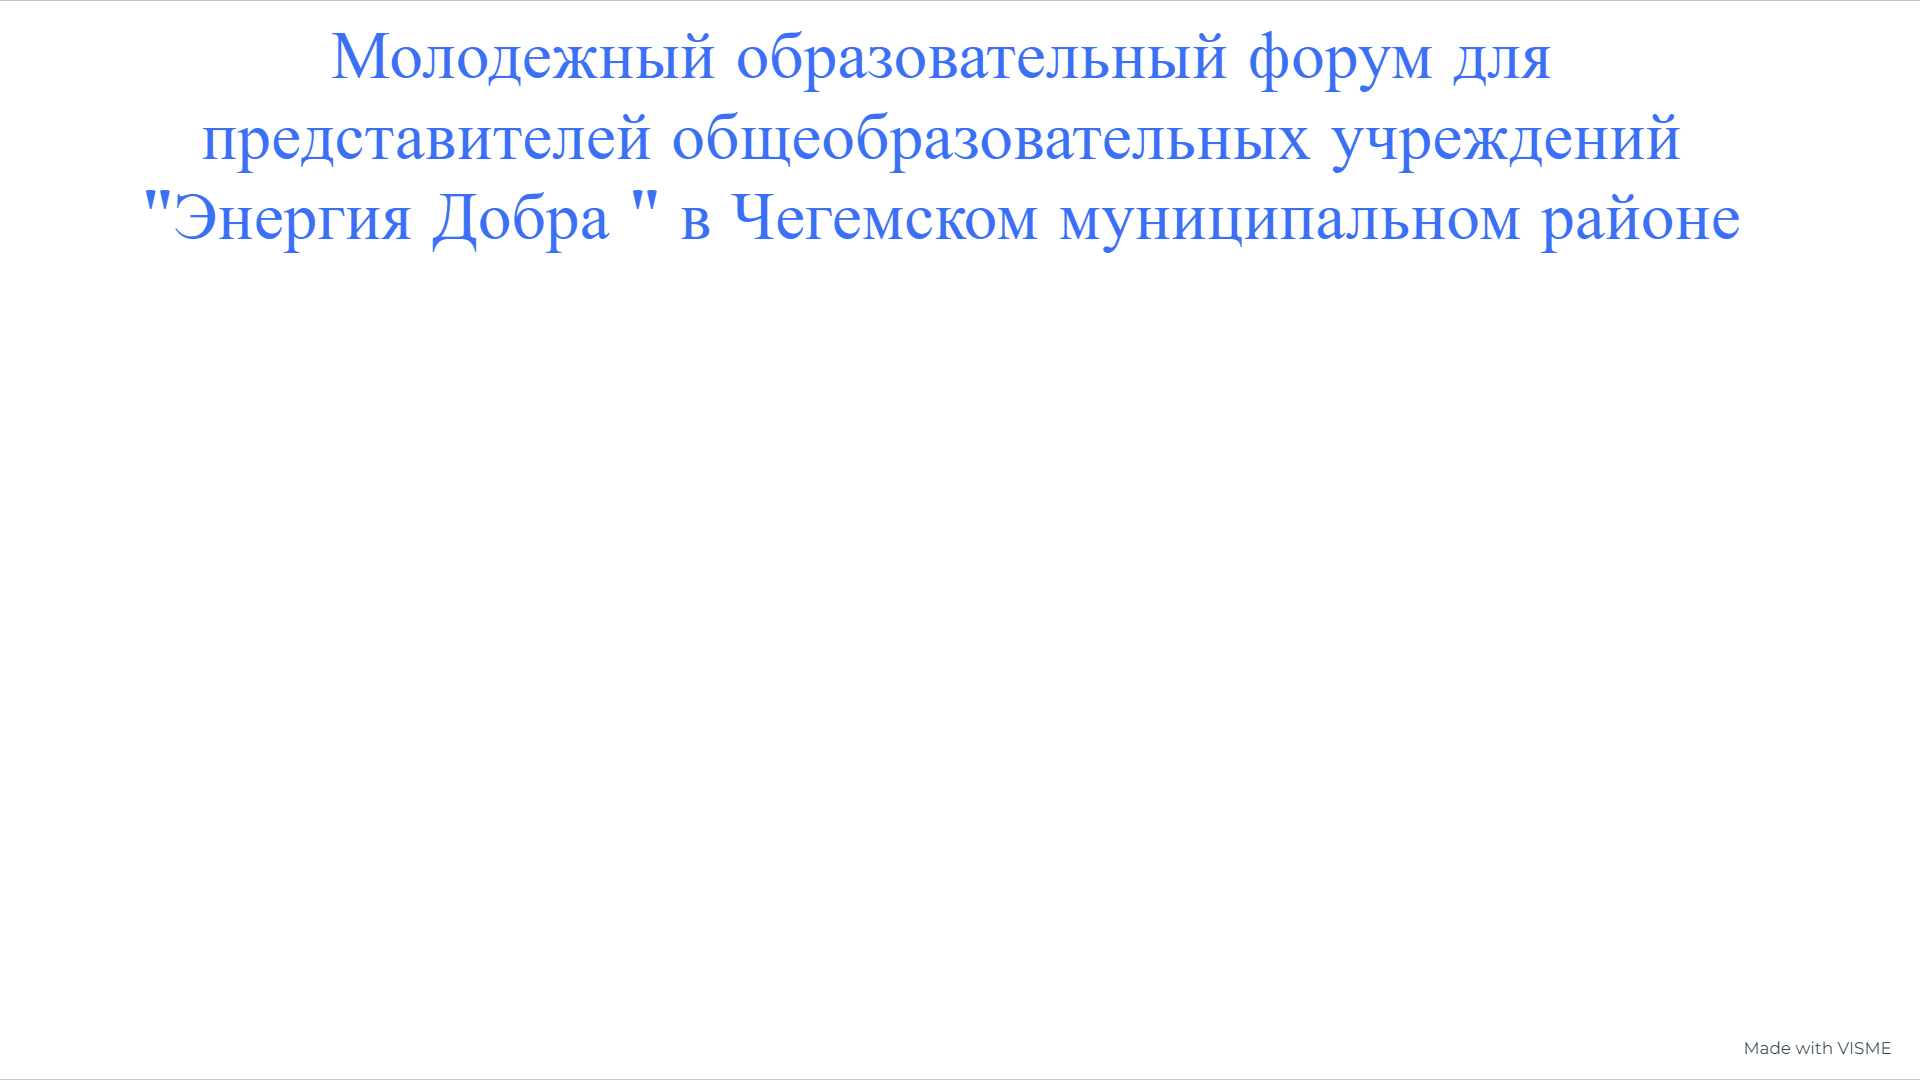 Молодежный образовательный форум для
представителей общеобразовательных учреждений
"Энергия Добра " в Чегемском муниципальном районе
Made with VISME